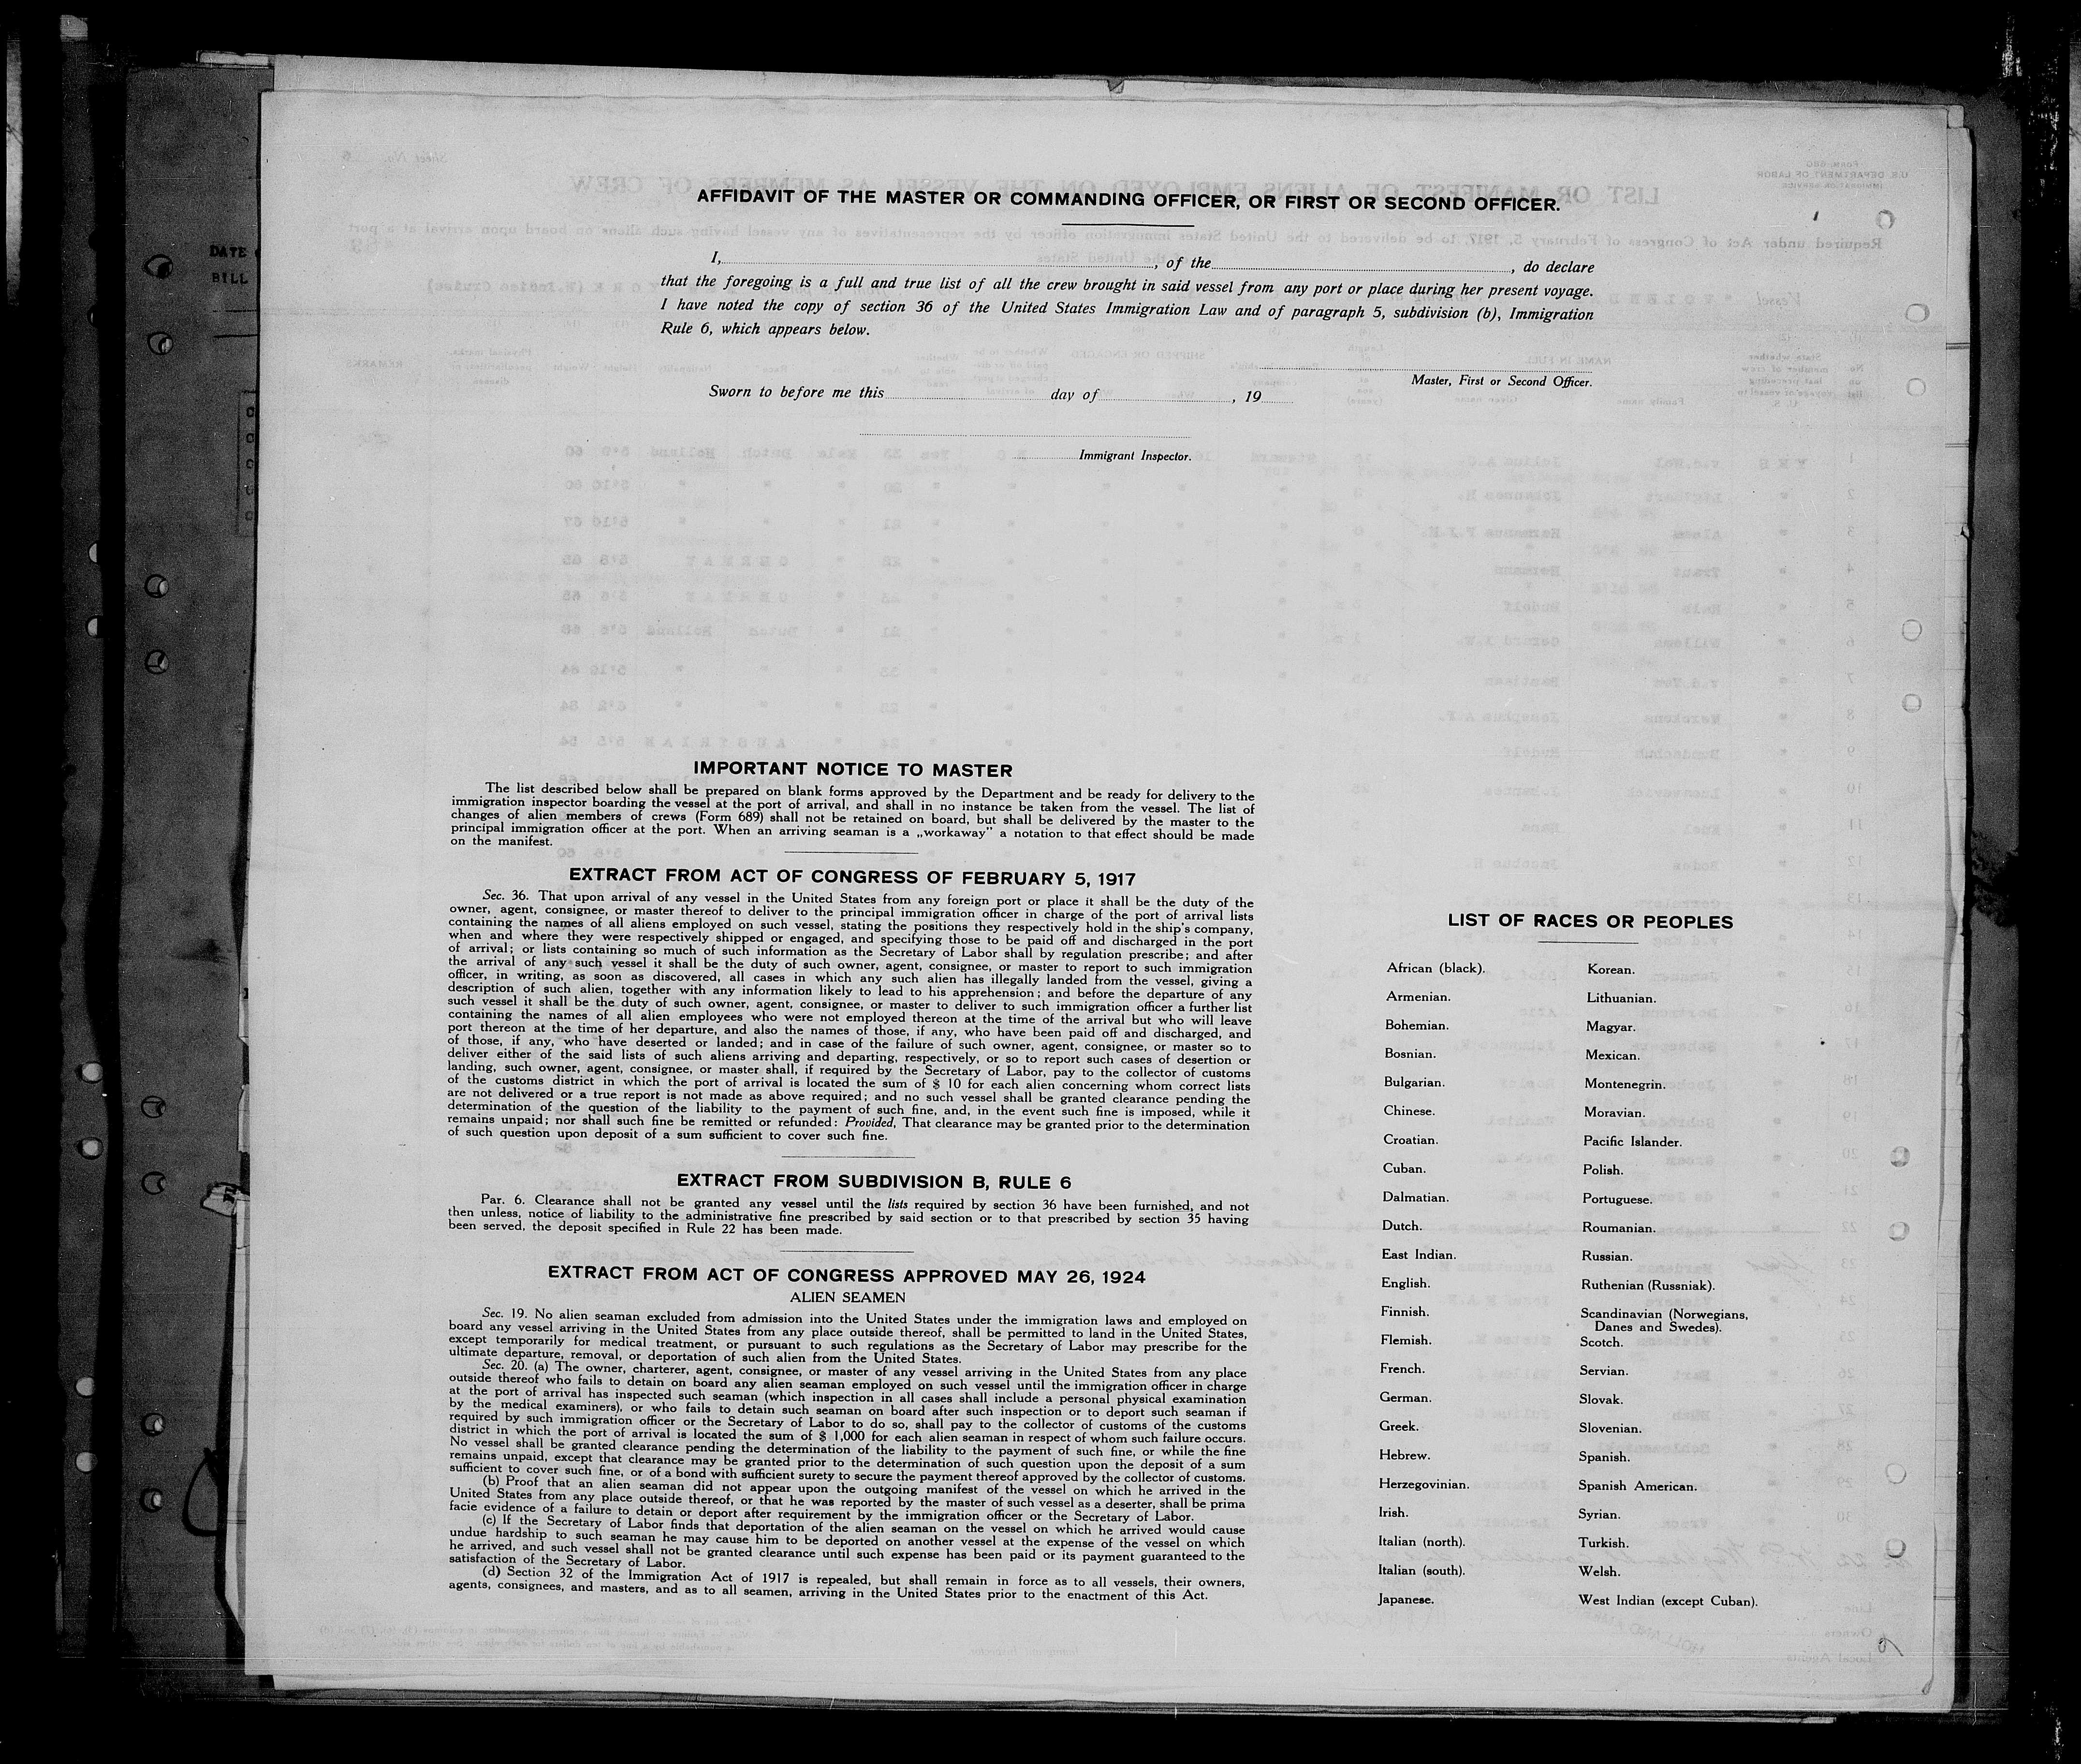 AFFIDAVIT OF THE MASTER OR COMMANDING OFFICER, OR FIRST OR SECOND OFFICER.
I, , of the , do declare
that the foregoing is a full and true list of all the crew brought in said vessel from any port or place during her present voyage.
I have noted the copy of section 36 of the United States Immigration Law and of paragraph 5, subdivision (b), Immigration
Rule 6, which appears below.
Master, First or Second Officer.
Sworn to before me this day of , 19
Immigrant Inspector.
DATE
BILL
IMPORTANT NOTICE TO MASTER
The list described below shall be prepared on blank forms approved by the Department and be ready for delivery to the
immigration inspector boarding the vessel at the port of arrival, and shall in no instance be taken from the vessel. The list of
changes of alien members of crews (Form 689) shall not be retained on board, but shall be delivered by the master to the
principal immigration officer at the port. When an arriving seaman is a „workaway” a notation to that effect should be made
on the manifest.
EXTRACT FROM ACT OF CONGRESS OF FEBRUARY 5, 1917
Sec. 36. That upon arrival of any vessel in the United States from any foreign port or place it shall be the duty of the
owner, agent, consignee, or master thereof to deliver to the principal immigration officer in charge of the port of arrival lists
containing the names of all aliens employed on such vessel, stating the positions they respectively hold in the ship's company,
when and where they were respectively shipped or engaged, and specifying those to be paid off and discharged in the port
of arrival; or lists containing so much of such information as the Secretary of Labor shall by regulation prescribe; and after
the arrival of any such vessel it shall be the duty of such owner, agent, consignee, or master to report to such immigration
officer, in writing, as soon as discovered, all cases in which any such alien has illegally landed from the vessel, giving a
description of such alien, together with any information likely to lead to his apprehension; and before the departure of any
such vessel it shall be the duty of such owner, agent, consignee, or master to deliver to such immigration officer a further list
containing the names of all alien employees who were not employed thereon at the time of the arrival but who will leave
port thereon at the time of her departure, and also the names of those, if any, who have been paid off and discharged, and
of those, if any, who have deserted or landed; and in case of the failure of such owner, agent, consignee, or master so to
deliver either of the said lists of such aliens arriving and departing, respectively, or so to report such cases of desertion or
landing, such owner, agent, consignee, or master shall, if required by the Secretary of Labor, pay to the collector of customs
of the customs district in which the port of arrival is located the sum of $ 10 for each alien concerning whom correct lists
are not delivered or a true report is not made as above required; and no such vessel shall be granted clearance pending the
determination of the question of the liability to the payment of such fine, and, in the event such fine is imposed, while it
remains unpaid; nor shall such fine be remitted or refunded: Provided, That clearance may be granted prior to the determination
of such question upon deposit of a sum sufficient to cover such fine.
EXTRACT FROM SUBDIVISION B, RULE 6
Par. 6. Clearance shall not be granted any vessel until the lists required by section 36 have been furnished, and not
then unless, notice of liability to the administrative fine prescribed by said section or to that prescribed by section 35 having
been served, the deposit specified in Rule 22 has been made.
EXTRACT FROM ACT OF CONGRESS APPROVED MAY 26, 1924
ALIEN SEAMEN
Sec. 19. No alien seaman excluded from admission into the United States under the immigration laws and employed on
board any vessel arriving in the United States from any place outside thereof, shall be permitted to land in the United States,
except temporarily for medical treatment, or pursuant to such regulations as the Secretary of Labor may prescribe for the
ultimate departure, removal, or deportation of such alien from the United States.
Sec. 20. (a) The owner, charterer, agent, consignee, or master of any vessel arriving in the United States from any place
outside thereof who fails to detain on board any alien seaman employed on such vessel until the immigration officer in charge
at the port of arrival has inspected such seaman (which inspection in all cases shall include a personal physical examination
by the medical examiners), or who fails to detain such seaman on board after such inspection or to deport such seaman if
required by such immigration officer or the Secretary of Labor to do so, shall pay to the collector of customs of the customs
district in which the port of arrival is located the sum of $ 1,000 for each alien seaman in respect of whom such failure occurs.
No vessel shall be granted clearance pending the determination of the liability to the payment of such fine, or while the fine
remains unpaid, except that clearance may be granted prior to the determination of such question upon the deposit of a sum
sufficient to cover such fine, or of a bond with sufficient surety to secure the payment thereof approved by the collector of customs.
(b) Proof that an alien seaman did not appear upon the outgoing manifest of the vessel on which he arrived in the
United States from any place outside thereof, or that he was reported by the master of such vessel as a deserter, shall be prima
facie evidence of a failure to detain or deport after requirement by the immigration officer or the Secretary of Labor.
(c) If the Secretary of Labor finds that deportation of the alien seaman on the vessel on which he arrived would cause
undue hardship to such seaman he may cause him to be deported on another vessel at the expense of the vessel on which
he arrived, and such vessel shall not be granted clearance until such expense has been paid or its payment guaranteed to the
satisfaction of the Secretary of Labor.
(d) Section 32 of the Immigration Act of 1917 is repealed, but shall remain in force as to all vessels, their owners,
agents, consignees, and masters, and as to all seamen, arriving in the United States prior to the enactment of this Act.
LIST OF RACES OR PEOPLES
African (black).
Armenian.
Bohemian.
Bosnian.
Bulgarian.
Chinese.
Croatian.
Cuban.
Dalmatian.
Dutch.
East Indian.
English.
Finnish.
Flemish.
French.
German.
Greek.
Hebrew.
Herzegovinian.
Irish.
Italian (north).
Italian (south).
Japanese.
Korean.
Lithuanian.
Magyar.
Mexican.
Montenegrin.
Moravian.
Pacific Islander.
Polish.
Portuguese.
Roumanian.
Russian.
Ruthenian (Russniak).
Scandinavian (Norwegians,
Danes and Swedes).
Scotch.
Servian.
Slovak.
Slovenian.
Spanish.
Spanish American.
Syrian.
Turkish.
Welsh.
West Indian (except Cuban).